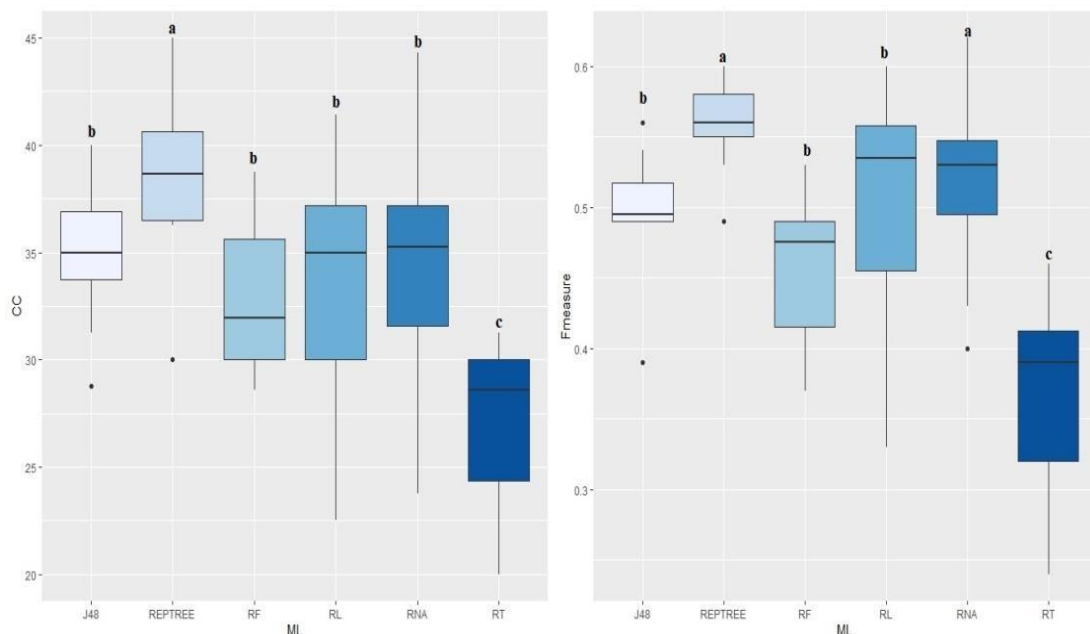 a
b
b
b
b
c
CC
45
40
35
30
25
20
J48
REPTREE
RF
RL
RNA
RT
ML
a
a
b
b
b
c
Fmeasure
0.6
0.5
0.4
0.3
J48
REPTREE
RF
RL
RNA
RT
ML